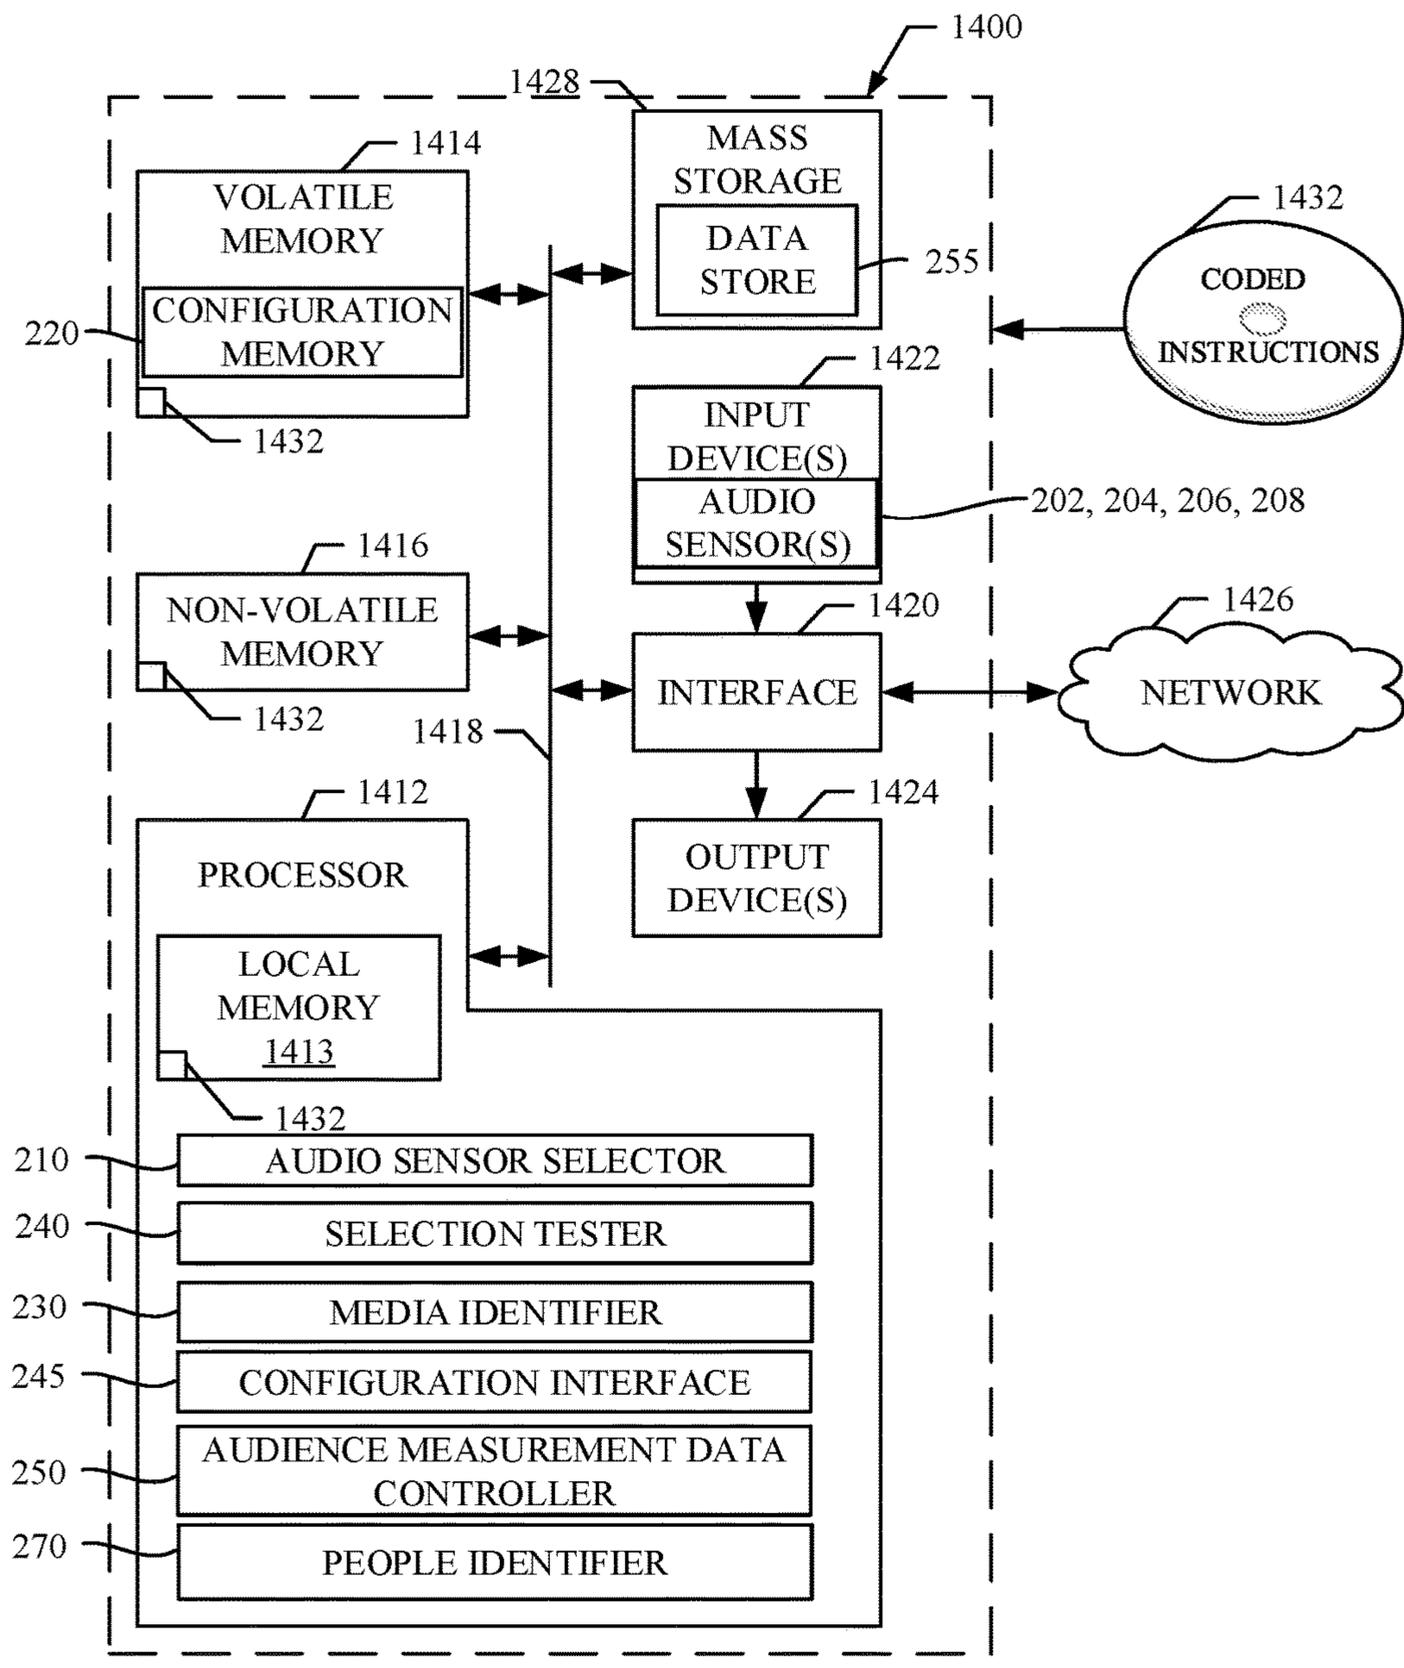 1400
1428
MASS
STORAGE
DATA
STORE
255
1414
VOLATILE
MEMORY
CONFIGURATION
MEMORY
220
1432
1432
CODED
INSTRUCTIONS
1422
INPUT
DEVICE(S)
AUDIO
SENSOR(S)
202, 204, 206, 208
1416
NON-VOLATILE
MEMORY
1432
1420
INTERFACE
1426
NETWORK
1418
1424
OUTPUT
DEVICE(S)
1412
PROCESSOR
LOCAL
MEMORY
1413
1432
210
AUDIO SENSOR SELECTOR
240
SELECTION TESTER
230
MEDIA IDENTIFIER
245
CONFIGURATION INTERFACE
250
AUDIENCE MEASUREMENT DATA
CONTROLLER
270
PEOPLE IDENTIFIER